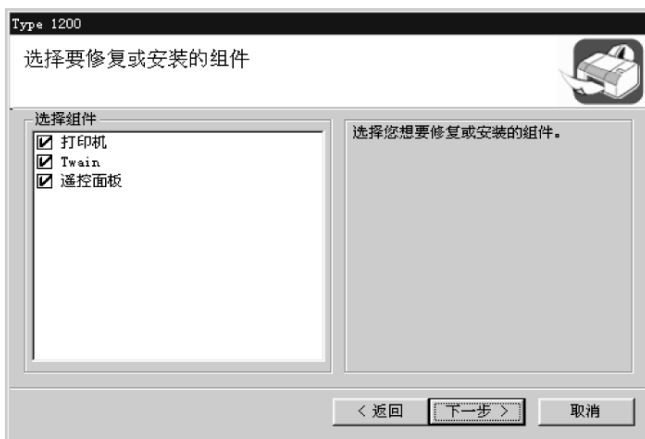 Type 1200
选择要修复或安装的组件
选择组件
打印机
Twain
遥控面板
选择您想要修复或安装的组件。
< 返回
下一步 >
取消